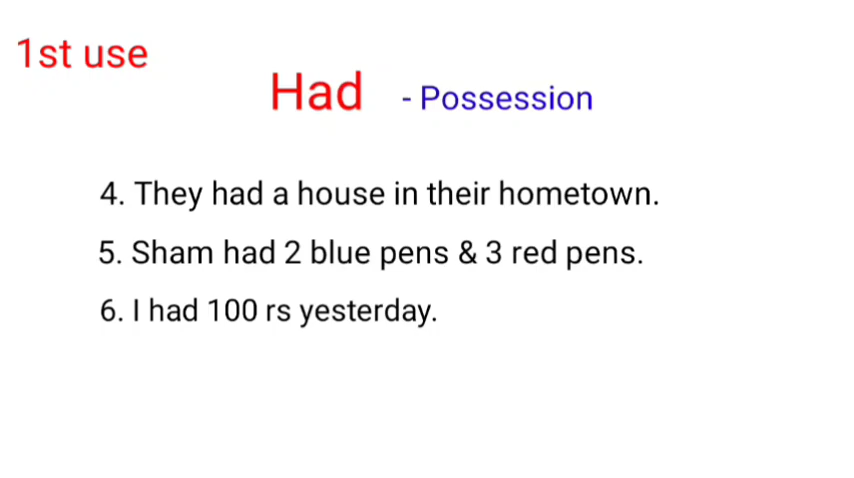 1st use
Had - Possession
4. They had a house in their hometown.
5. Sham had 2 blue pens & 3 red pens.
6. I had 100 rs yesterday.